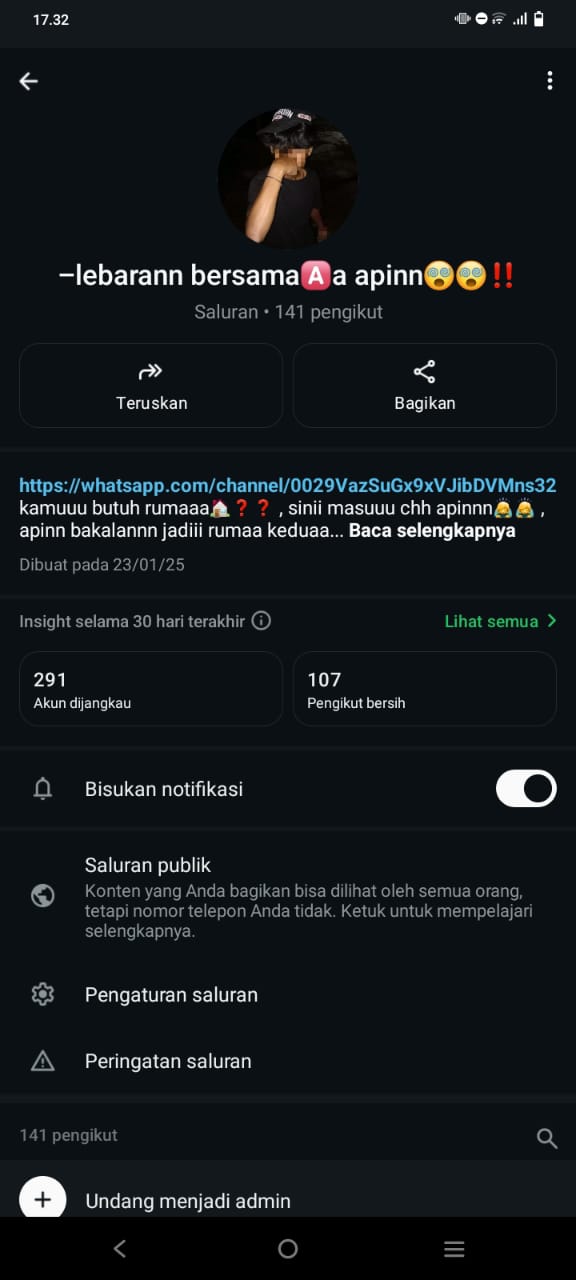 17.32
–lebarann bersama🅰️a apinn😵‍💫😵‍💫‼️
Saluran • 141 pengikut
Teruskan
Bagikan
https://whatsapp.com/channel/0029VazSuGx9xVJibDVMns32
kamuuu butuh rumaaa🏠❓❓ , sinii masuuu chh apinnn🙇🙇 ,
apinn bakalannn jadiii rumaa keduaa... Baca selengkapnya
Dibuat pada 23/01/25
Insight selama 30 hari terakhir
Lihat semua
291
Akun dijangkau
107
Pengikut bersih
Bisukan notifikasi
Saluran publik
Konten yang Anda bagikan bisa dilihat oleh semua orang,
tetapi nomor telepon Anda tidak. Ketuk untuk mempelajari
selengkapnya.
Pengaturan saluran
Peringatan saluran
141 pengikut
Undang menjadi admin